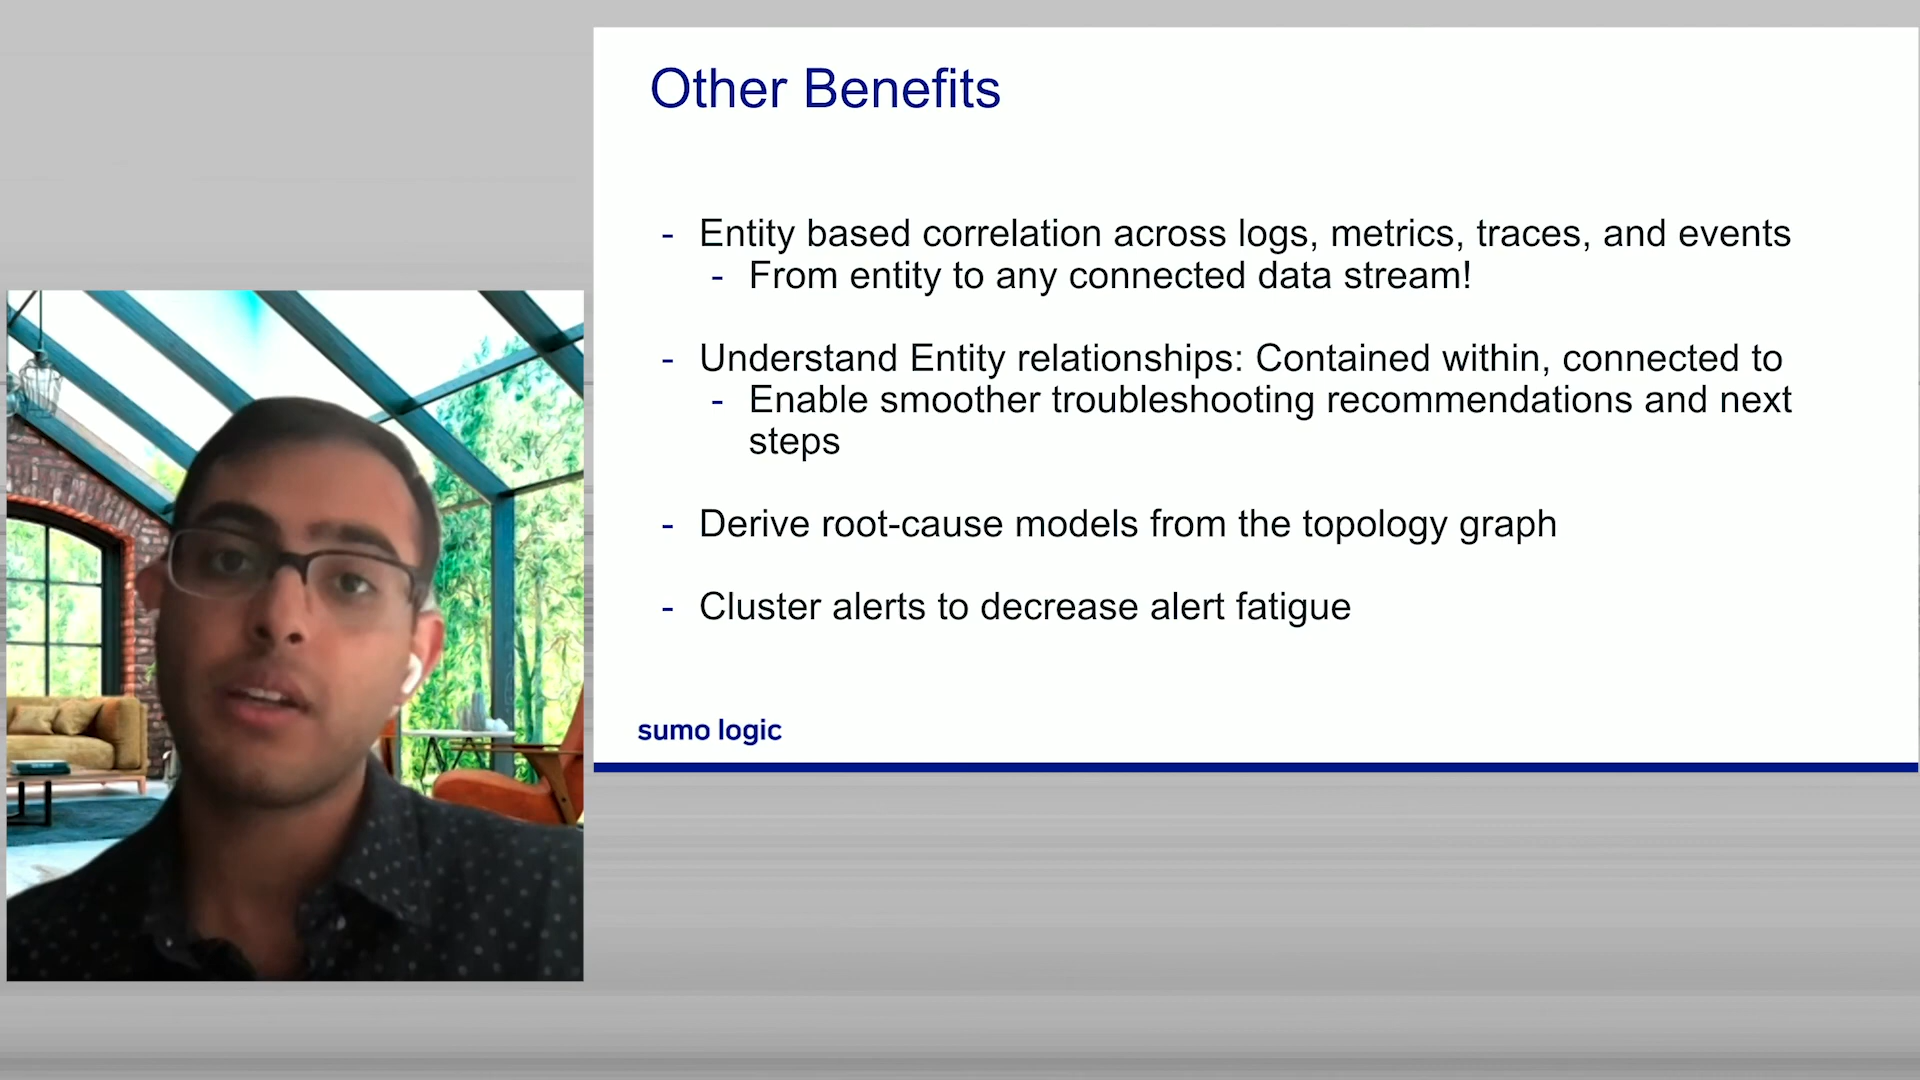 Other Benefits
- Entity based correlation across logs, metrics, traces, and events
- From entity to any connected data stream!
- Understand Entity relationships: Contained within, connected to
- Enable smoother troubleshooting recommendations and next
steps
- Derive root-cause models from the topology graph
- Cluster alerts to decrease alert fatigue
sumo logic